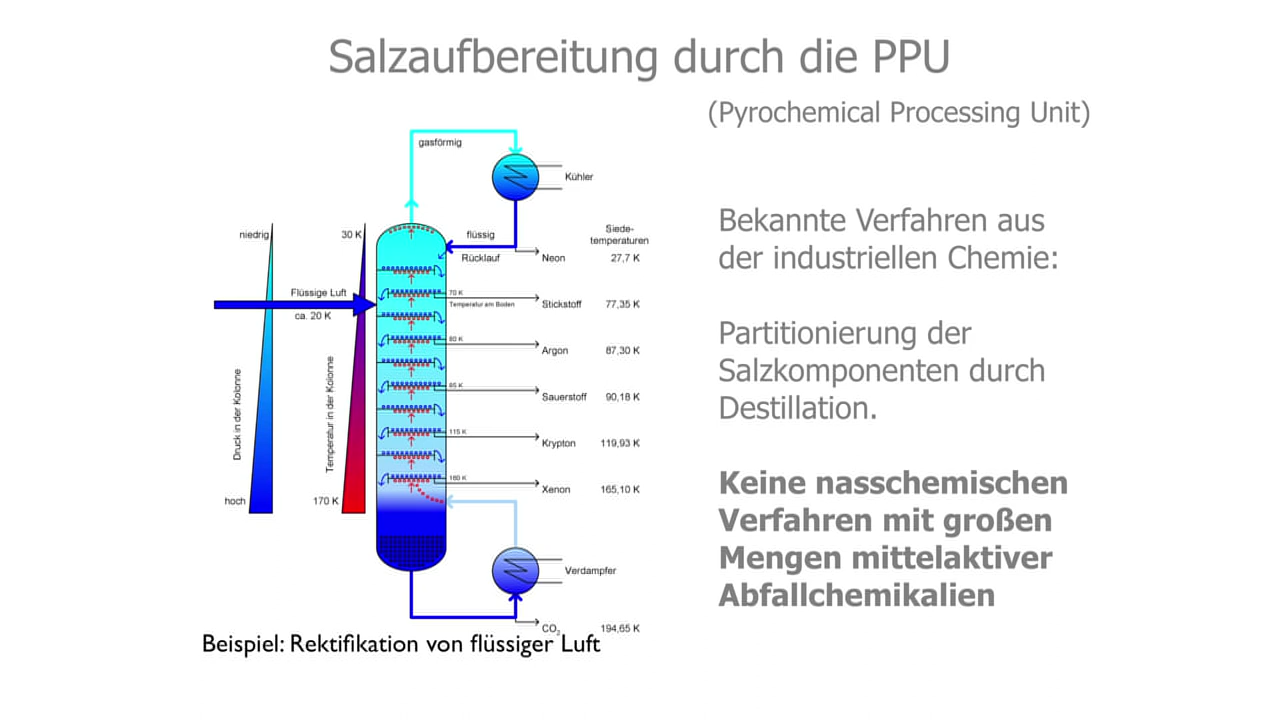 Salzaufbereitung durch die PPU
(Pyrochemical Processing Unit)
gasförmig
Kühler
niedrig
30 K
flüssig
Siede-
temperaturen
Rücklauf
Neon 27,7 K
Flüssige Luft
70 K
Temperatur am Boden
Stickstoff 77,35 K
ca. 20 K
80 K
Argon 87,30 K
85 K
Sauerstoff 90,18 K
Druck in der Kolonne
Temperatur in der Kolonne
115 K
Krypton 119,93 K
160 K
Xenon 165,10 K
hoch
170 K
Verdampfer
CO2 194,65 K
Beispiel: Rektifikation von flüssiger Luft
Bekannte Verfahren aus
der industriellen Chemie:
Partitionierung der
Salzkomponenten durch
Destillation.
Keine nasschemischen
Verfahren mit großen
Mengen mittelaktiver
Abfallchemikalien